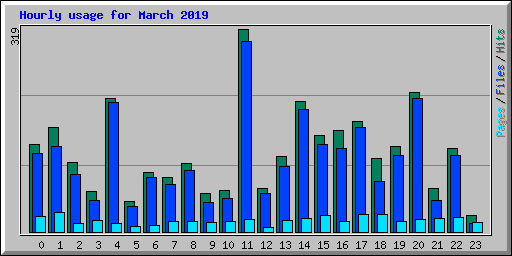 Hourly usage for March 2019
319
Pages / Files / Hits
0 1 2 3 4 5 6 7 8 9 10 11 12 13 14 15 16 17 18 19 20 21 22 23